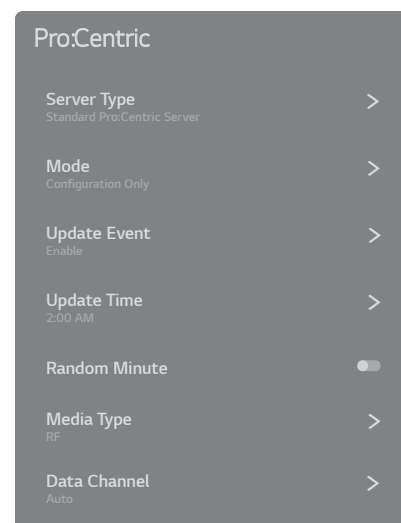 Pro:Centric
Server Type
Standard Pro:Centric Server
Mode
Configuration Only
Update Event
Enable
Update Time
2:00 AM
Random Minute
Media Type
RF
Data Channel
Auto